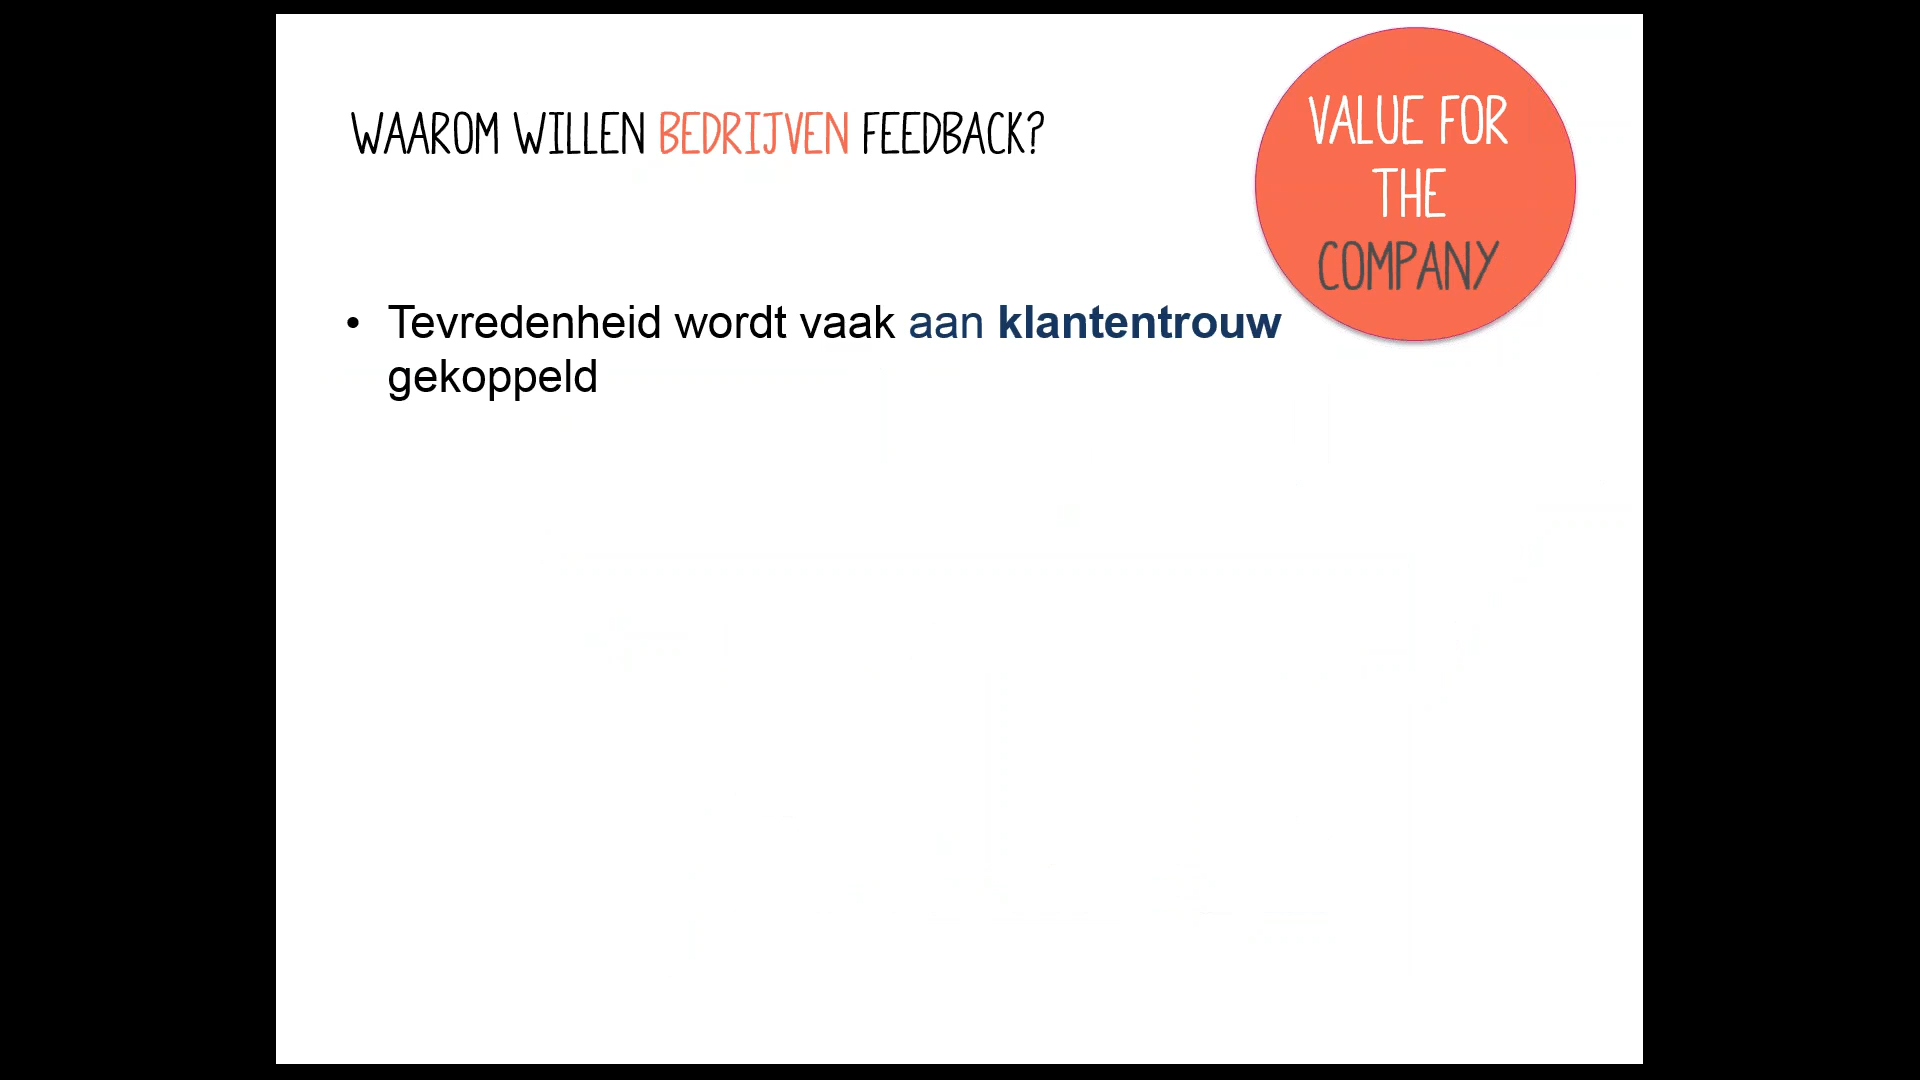 WAAROM WILLEN BEDRIJVEN FEEDBACK?
VALUE FOR
THE
COMPANY
• Tevredenheid wordt vaak aan klantentrouw
gekoppeld